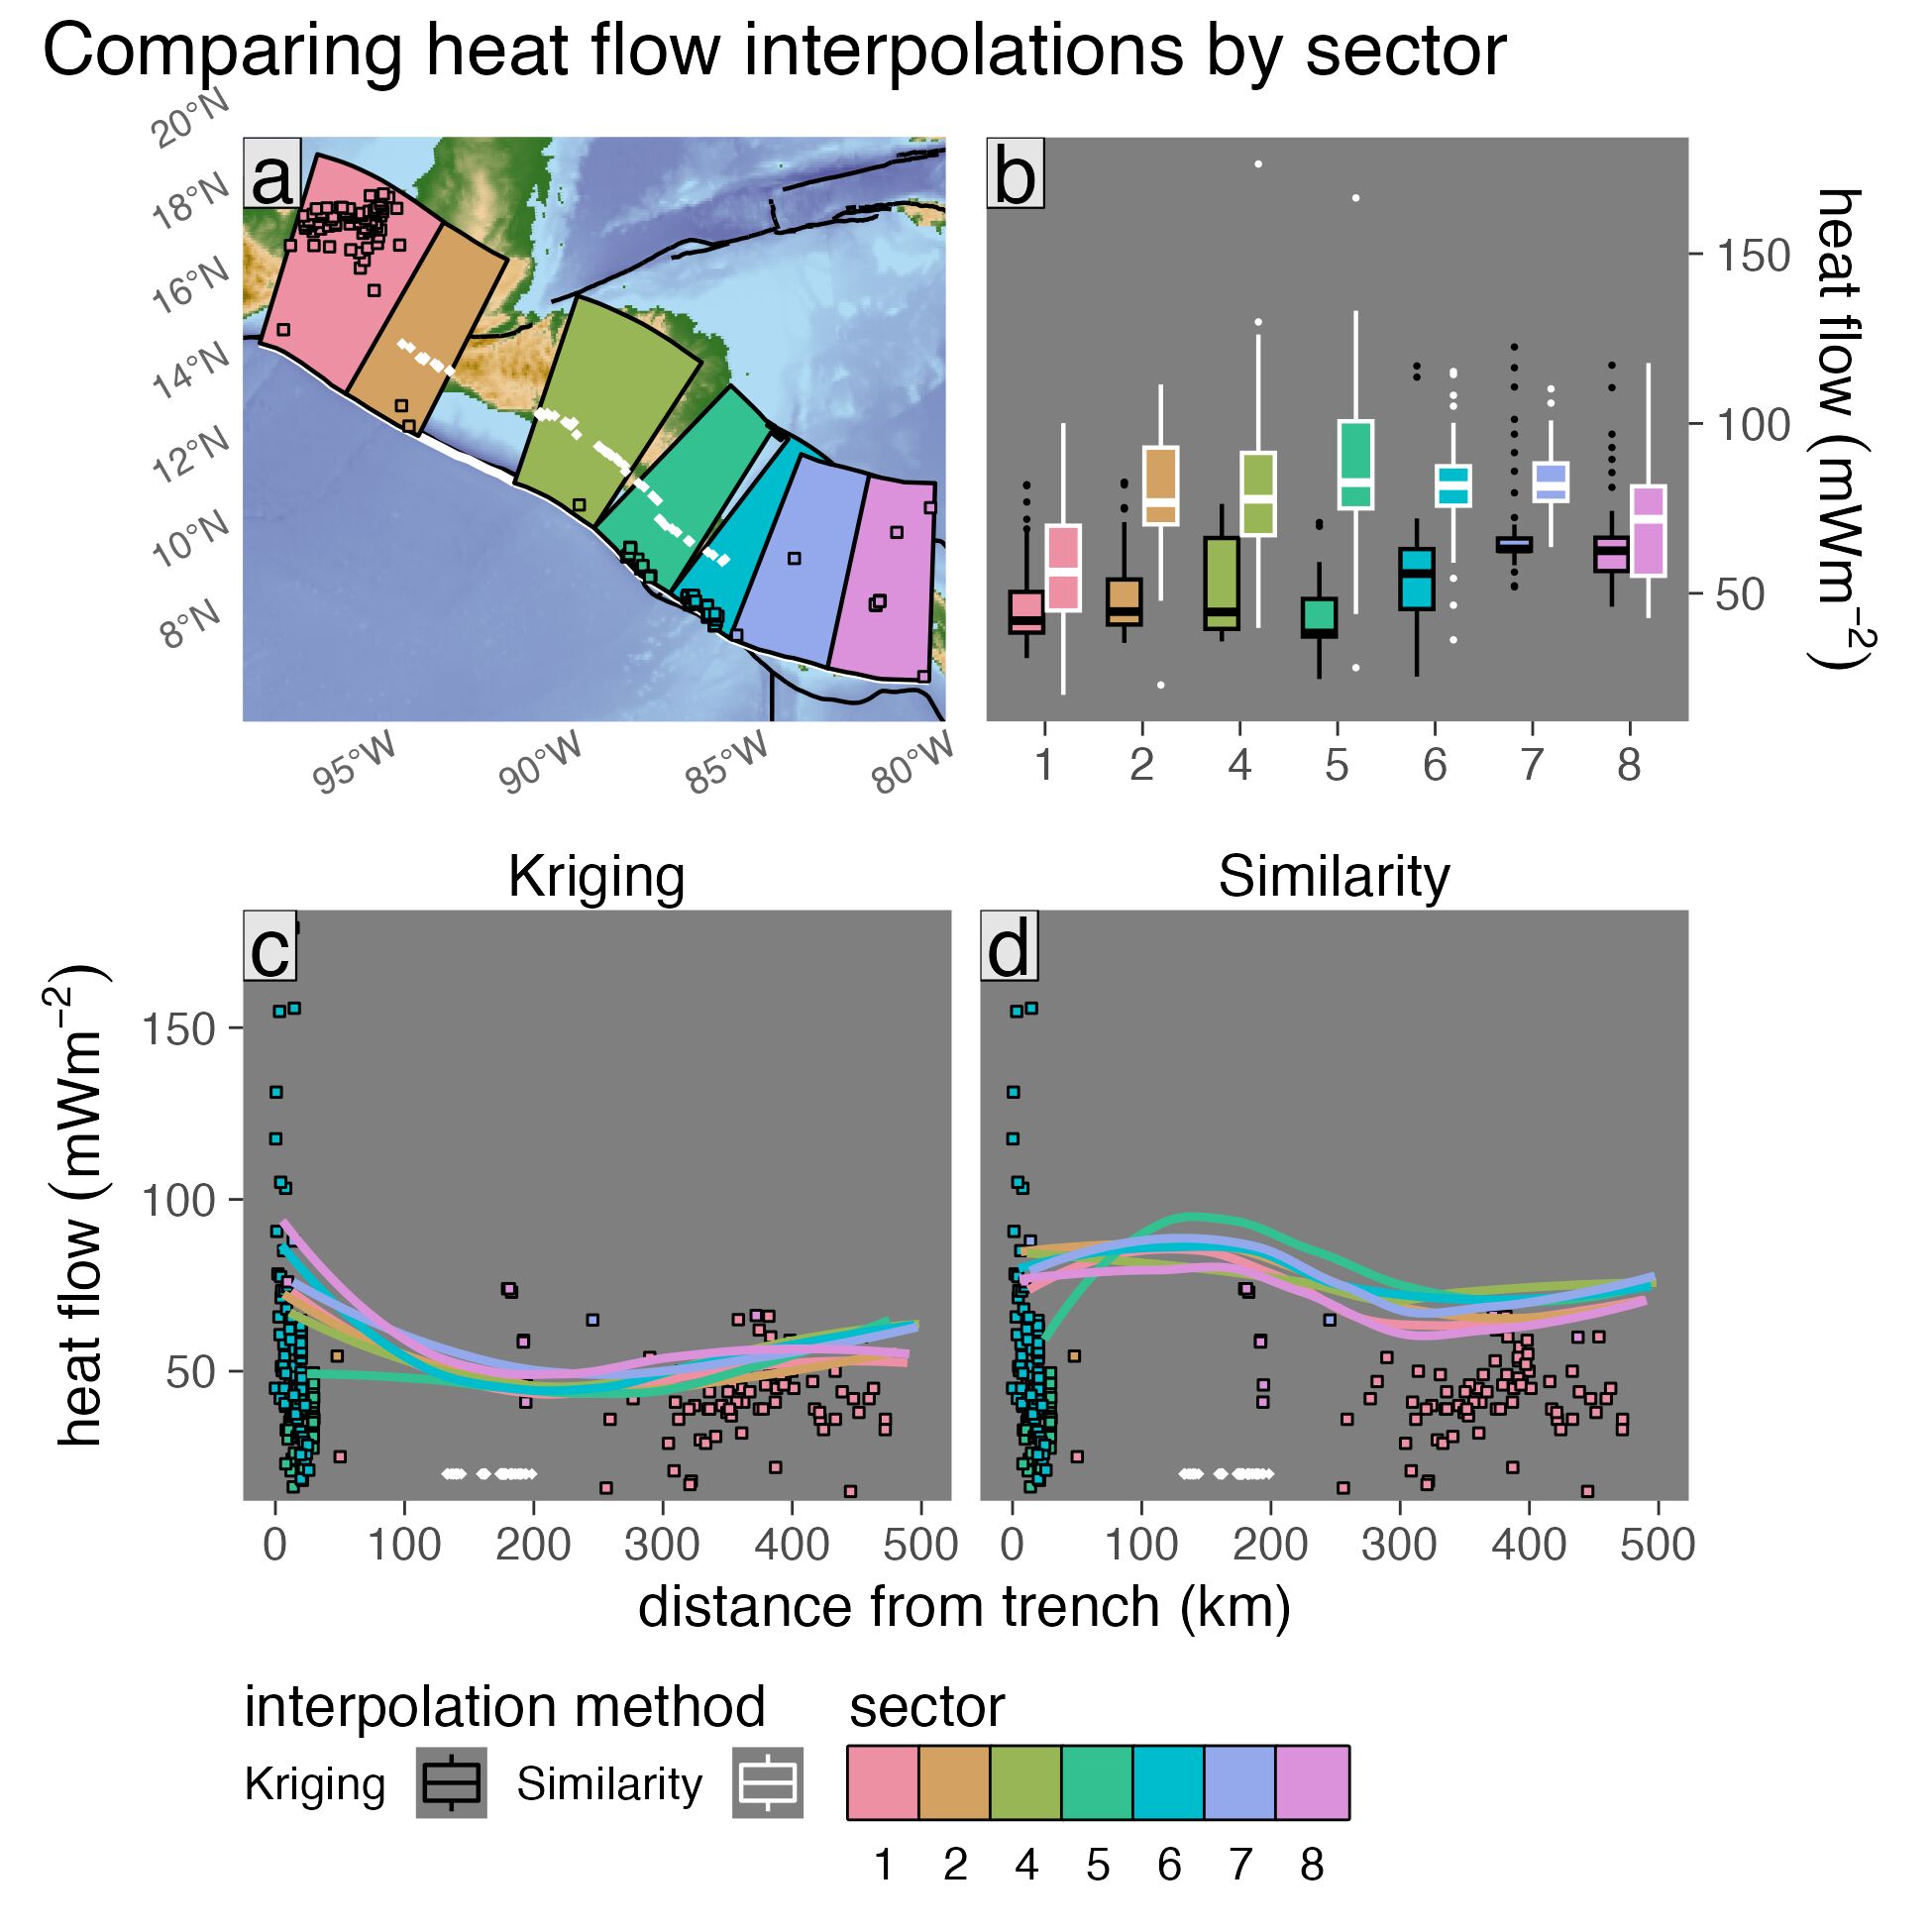 Comparing heat flow interpolations by sector
a
20°N
18°N
16°N
14°N
12°N
10°N
8°N
95°W
90°W
85°W
80°W
b
150
100
50
heat flow (mWm⁻²)
1 2 4 5 6 7 8
Kriging
Similarity
c
d
heat flow (mWm⁻²)
150
100
50
0 100 200 300 400 500
0 100 200 300 400 500
distance from trench (km)
interpolation method
Kriging
Similarity
sector
1 2 4 5 6 7 8